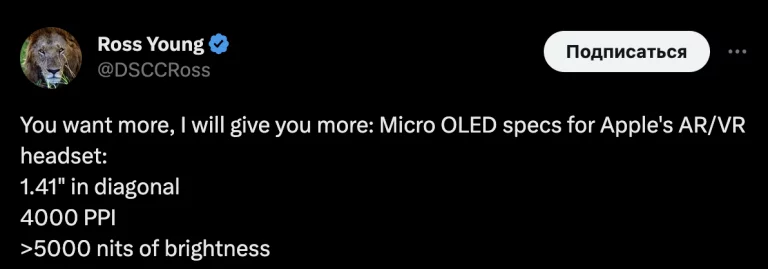 Ross Young
@DSCCRoss
Подписаться
You want more, I will give you more: Micro OLED specs for Apple's AR/VR
headset:
1.41" in diagonal
4000 PPI
>5000 nits of brightness